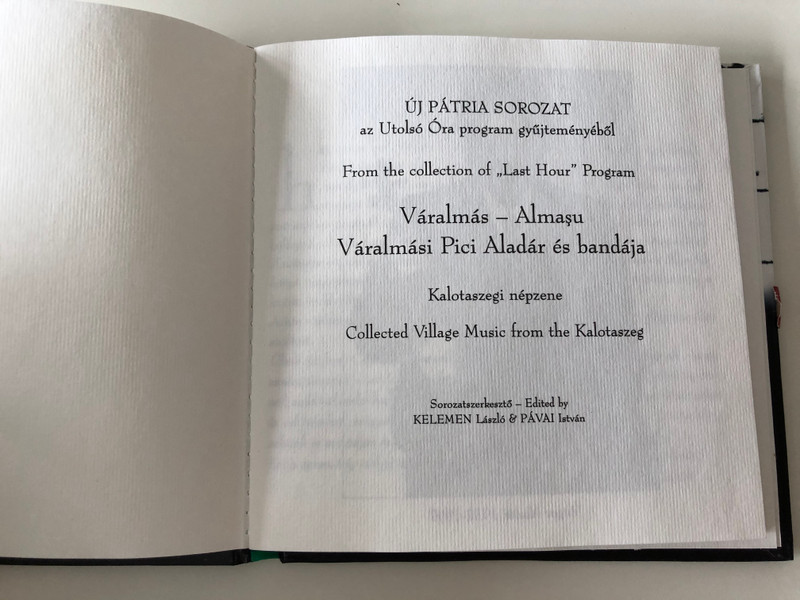 ÚJ PÁTRIA SOROZAT
az Utolsó Óra program gyűjteményéből
From the collection of „Last Hour” Program
Váralmás – Almaşu
Váralmási Pici Aladár és bandája
Kalotaszegi népzene
Collected Village Music from the Kalotaszeg
Sorozatszerkesztő – Edited by
KELEMEN László & PÁVAI István